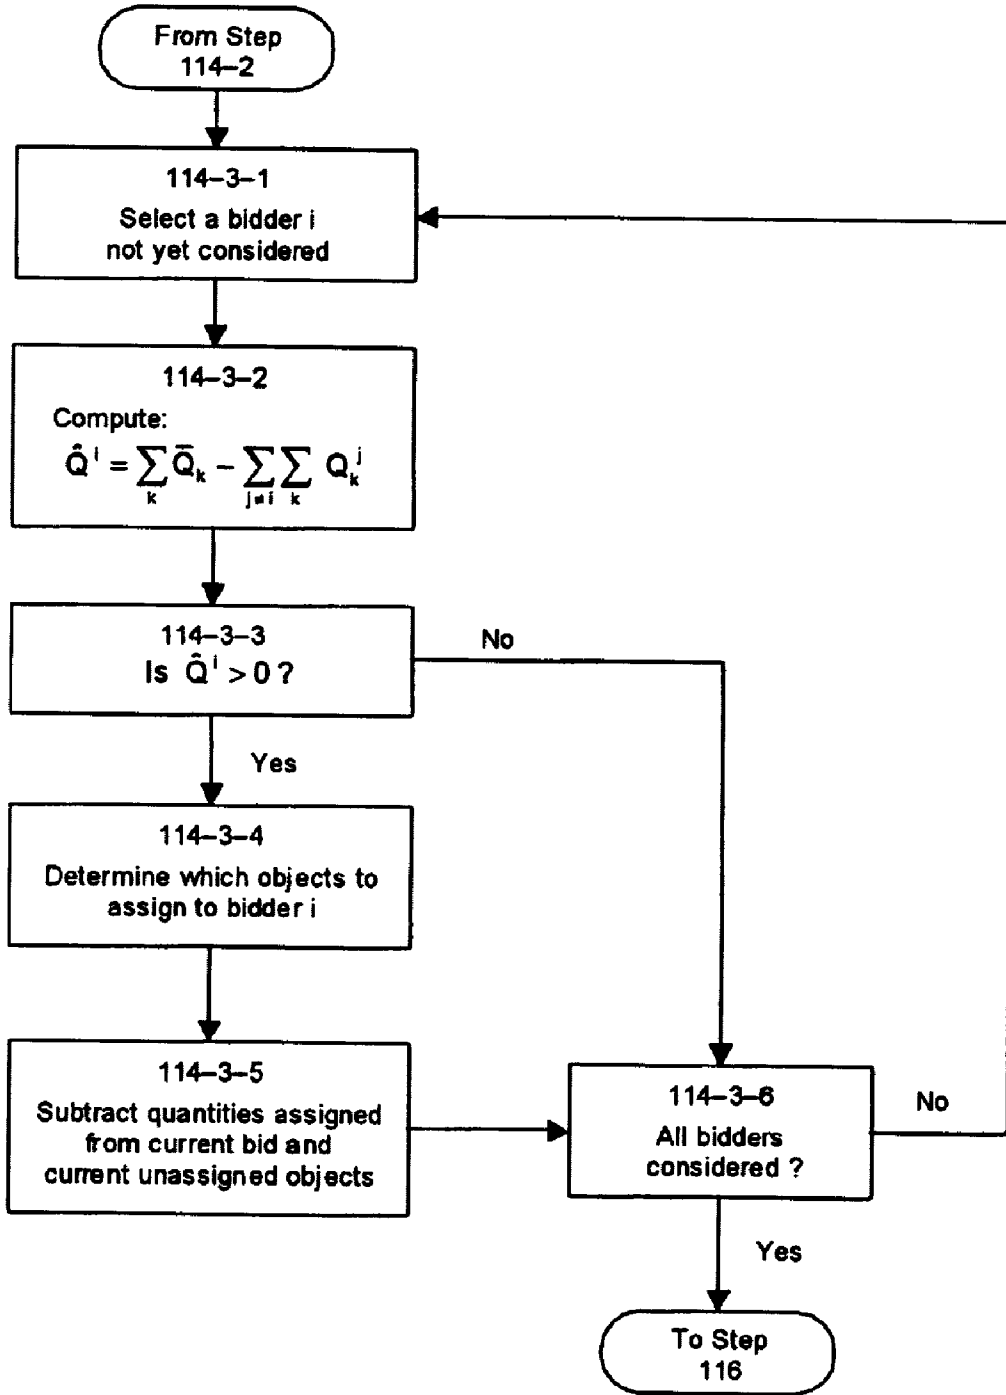 From Step
114–2
114–3–1
Select a bidder i
not yet considered
114–3–2
Compute:
Q̂ⁱ = ∑ₖ Q̄ₖ − ∑_{j≠i} ∑ₖ Qₖʲ
114–3–3
Is Q̂ⁱ > 0 ?
No
Yes
114–3–4
Determine which objects to
assign to bidder i
114–3–5
Subtract quantities assigned
from current bid and
current unassigned objects
114–3–6
All bidders
considered ?
No
Yes
To Step
116